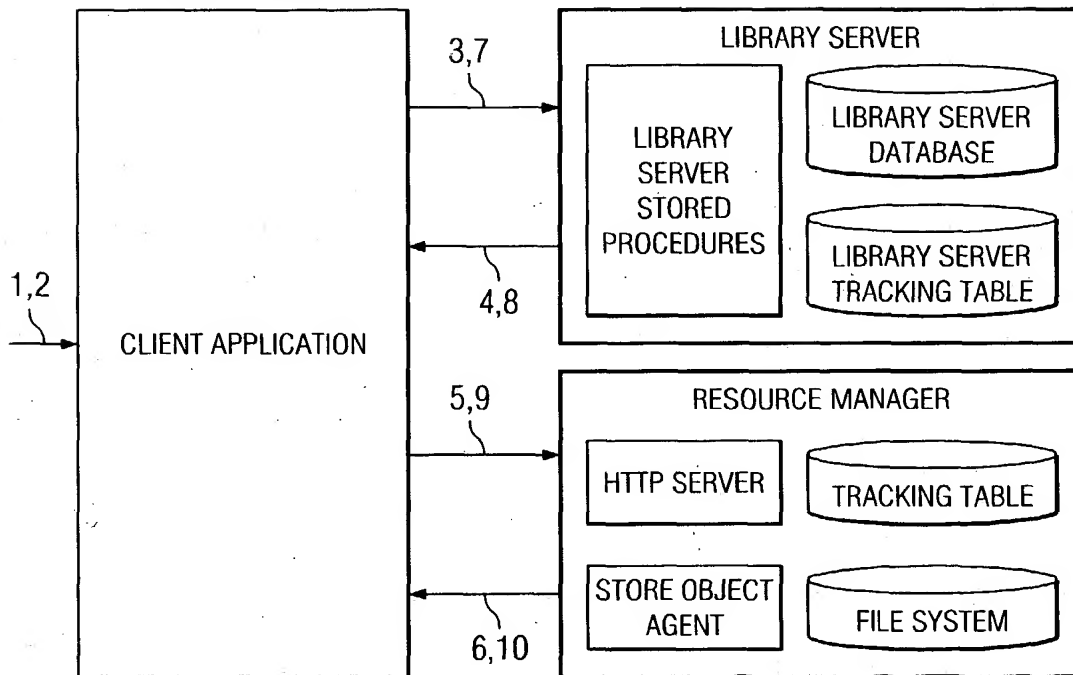 1,2
CLIENT APPLICATION
3,7
4,8
5,9
6,10
LIBRARY SERVER
LIBRARY
SERVER
STORED
PROCEDURES
LIBRARY SERVER
DATABASE
LIBRARY SERVER
TRACKING TABLE
RESOURCE MANAGER
HTTP SERVER
TRACKING TABLE
STORE OBJECT
AGENT
FILE SYSTEM